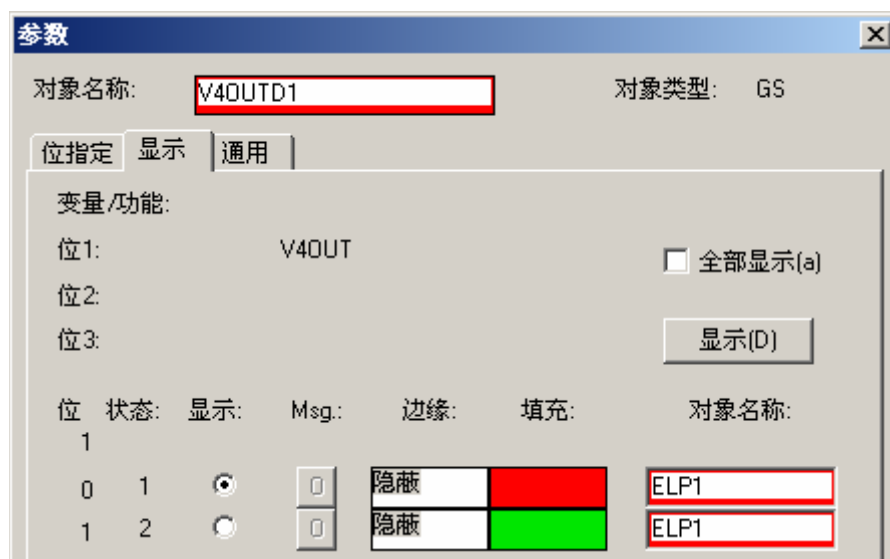 参数
对象名称: V4OUTD1 对象类型: GS
位指定 显示 通用
变量/功能:
位1: V4OUT
全部显示(a)
位2:
位3:
显示(D)
位 状态: 显示: Msg.: 边缘: 填充: 对象名称:
1
0 1 0 隐蔽 ELP1
1 2 0 隐蔽 ELP1